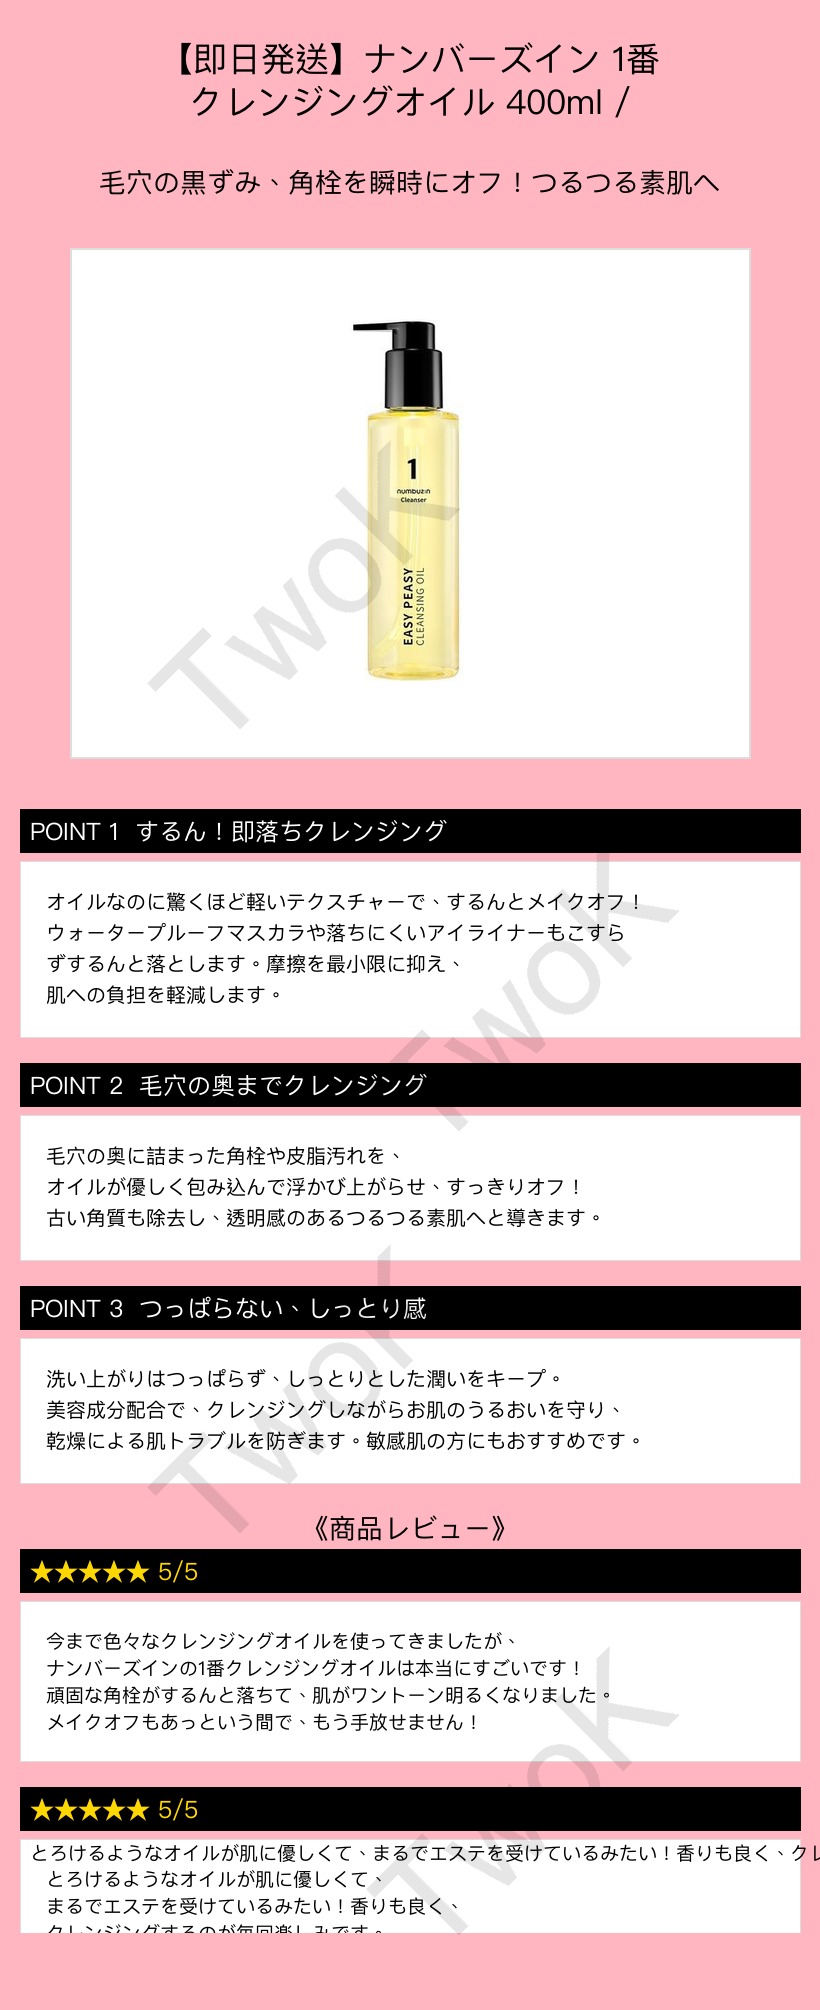 【即日発送】ナンバーズイン 1番
クレンジングオイル 400ml /
毛穴の黒ずみ、角栓を瞬時にオフ！つるつる素肌へ
1
numbuzin
Cleanser
EASY PEASY
CLEANSING OIL
TwoK
POINT 1 するん！即落ちクレンジング
オイルなのに驚くほど軽いテクスチャーで、するんとメイクオフ！
ウォータープルーフマスカラや落ちにくいアイライナーもこすら
ずするんと落とします。摩擦を最小限に抑え、
肌への負担を軽減します。
TwoK
POINT 2 毛穴の奥までクレンジング
毛穴の奥に詰まった角栓や皮脂汚れを、
オイルが優しく包み込んで浮かび上がらせ、すっきりオフ！
古い角質も除去し、透明感のあるつるつる素肌へと導きます。
POINT 3 つっぱらない、しっとり感
洗い上がりはつっぱらず、しっとりとした潤いをキープ。
美容成分配合で、クレンジングしながらお肌のうるおいを守り、
乾燥による肌トラブルを防ぎます。敏感肌の方にもおすすめです。
TwoK
《商品レビュー》
★★★★★ 5/5
今まで色々なクレンジングオイルを使ってきましたが、
ナンバーズインの1番クレンジングオイルは本当にすごいです！
頑固な角栓がするんと落ちて、肌がワントーン明るくなりました。
メイクオフもあっという間で、もう手放せません！
TwoK
★★★★★ 5/5
とろけるようなオイルが肌に優しくて、まるでエステを受けているみたい！香りも良く、クレ
とろけるようなオイルが肌に優しくて、
まるでエステを受けているみたい！香りも良く、
クレンジングするのが毎回楽しみです。